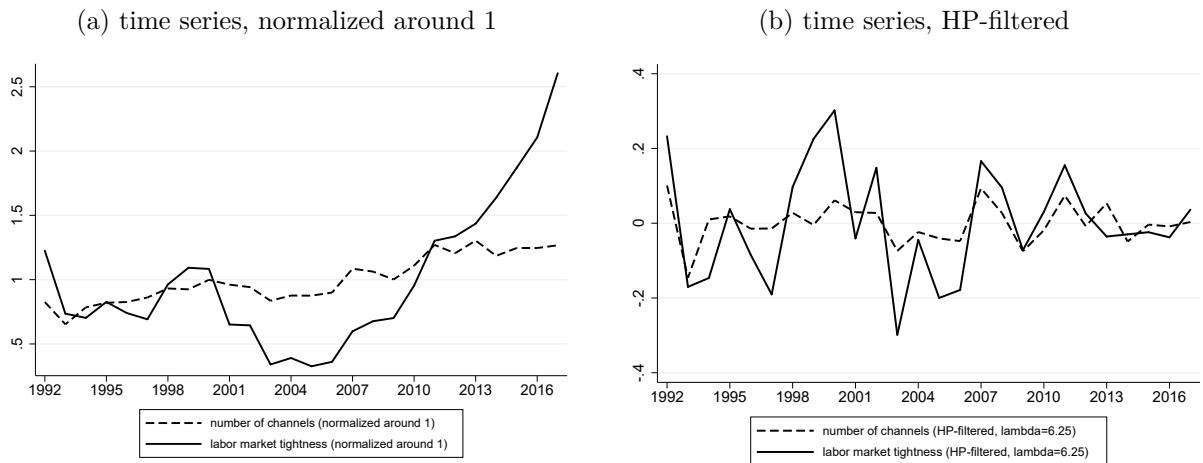 (a) time series, normalized around 1
2.5
2
1.5
1
.5
1992 1995 1998 2001 2004 2007 2010 2013 2016
number of channels (normalized around 1)
labor market tightness (normalized around 1)
(b) time series, HP-filtered
.4
.2
0
-.2
-.4
1992 1995 1998 2001 2004 2007 2010 2013 2016
number of channels (HP-filtered, lambda=6.25)
labor market tightness (HP-filtered, lambda=6.25)